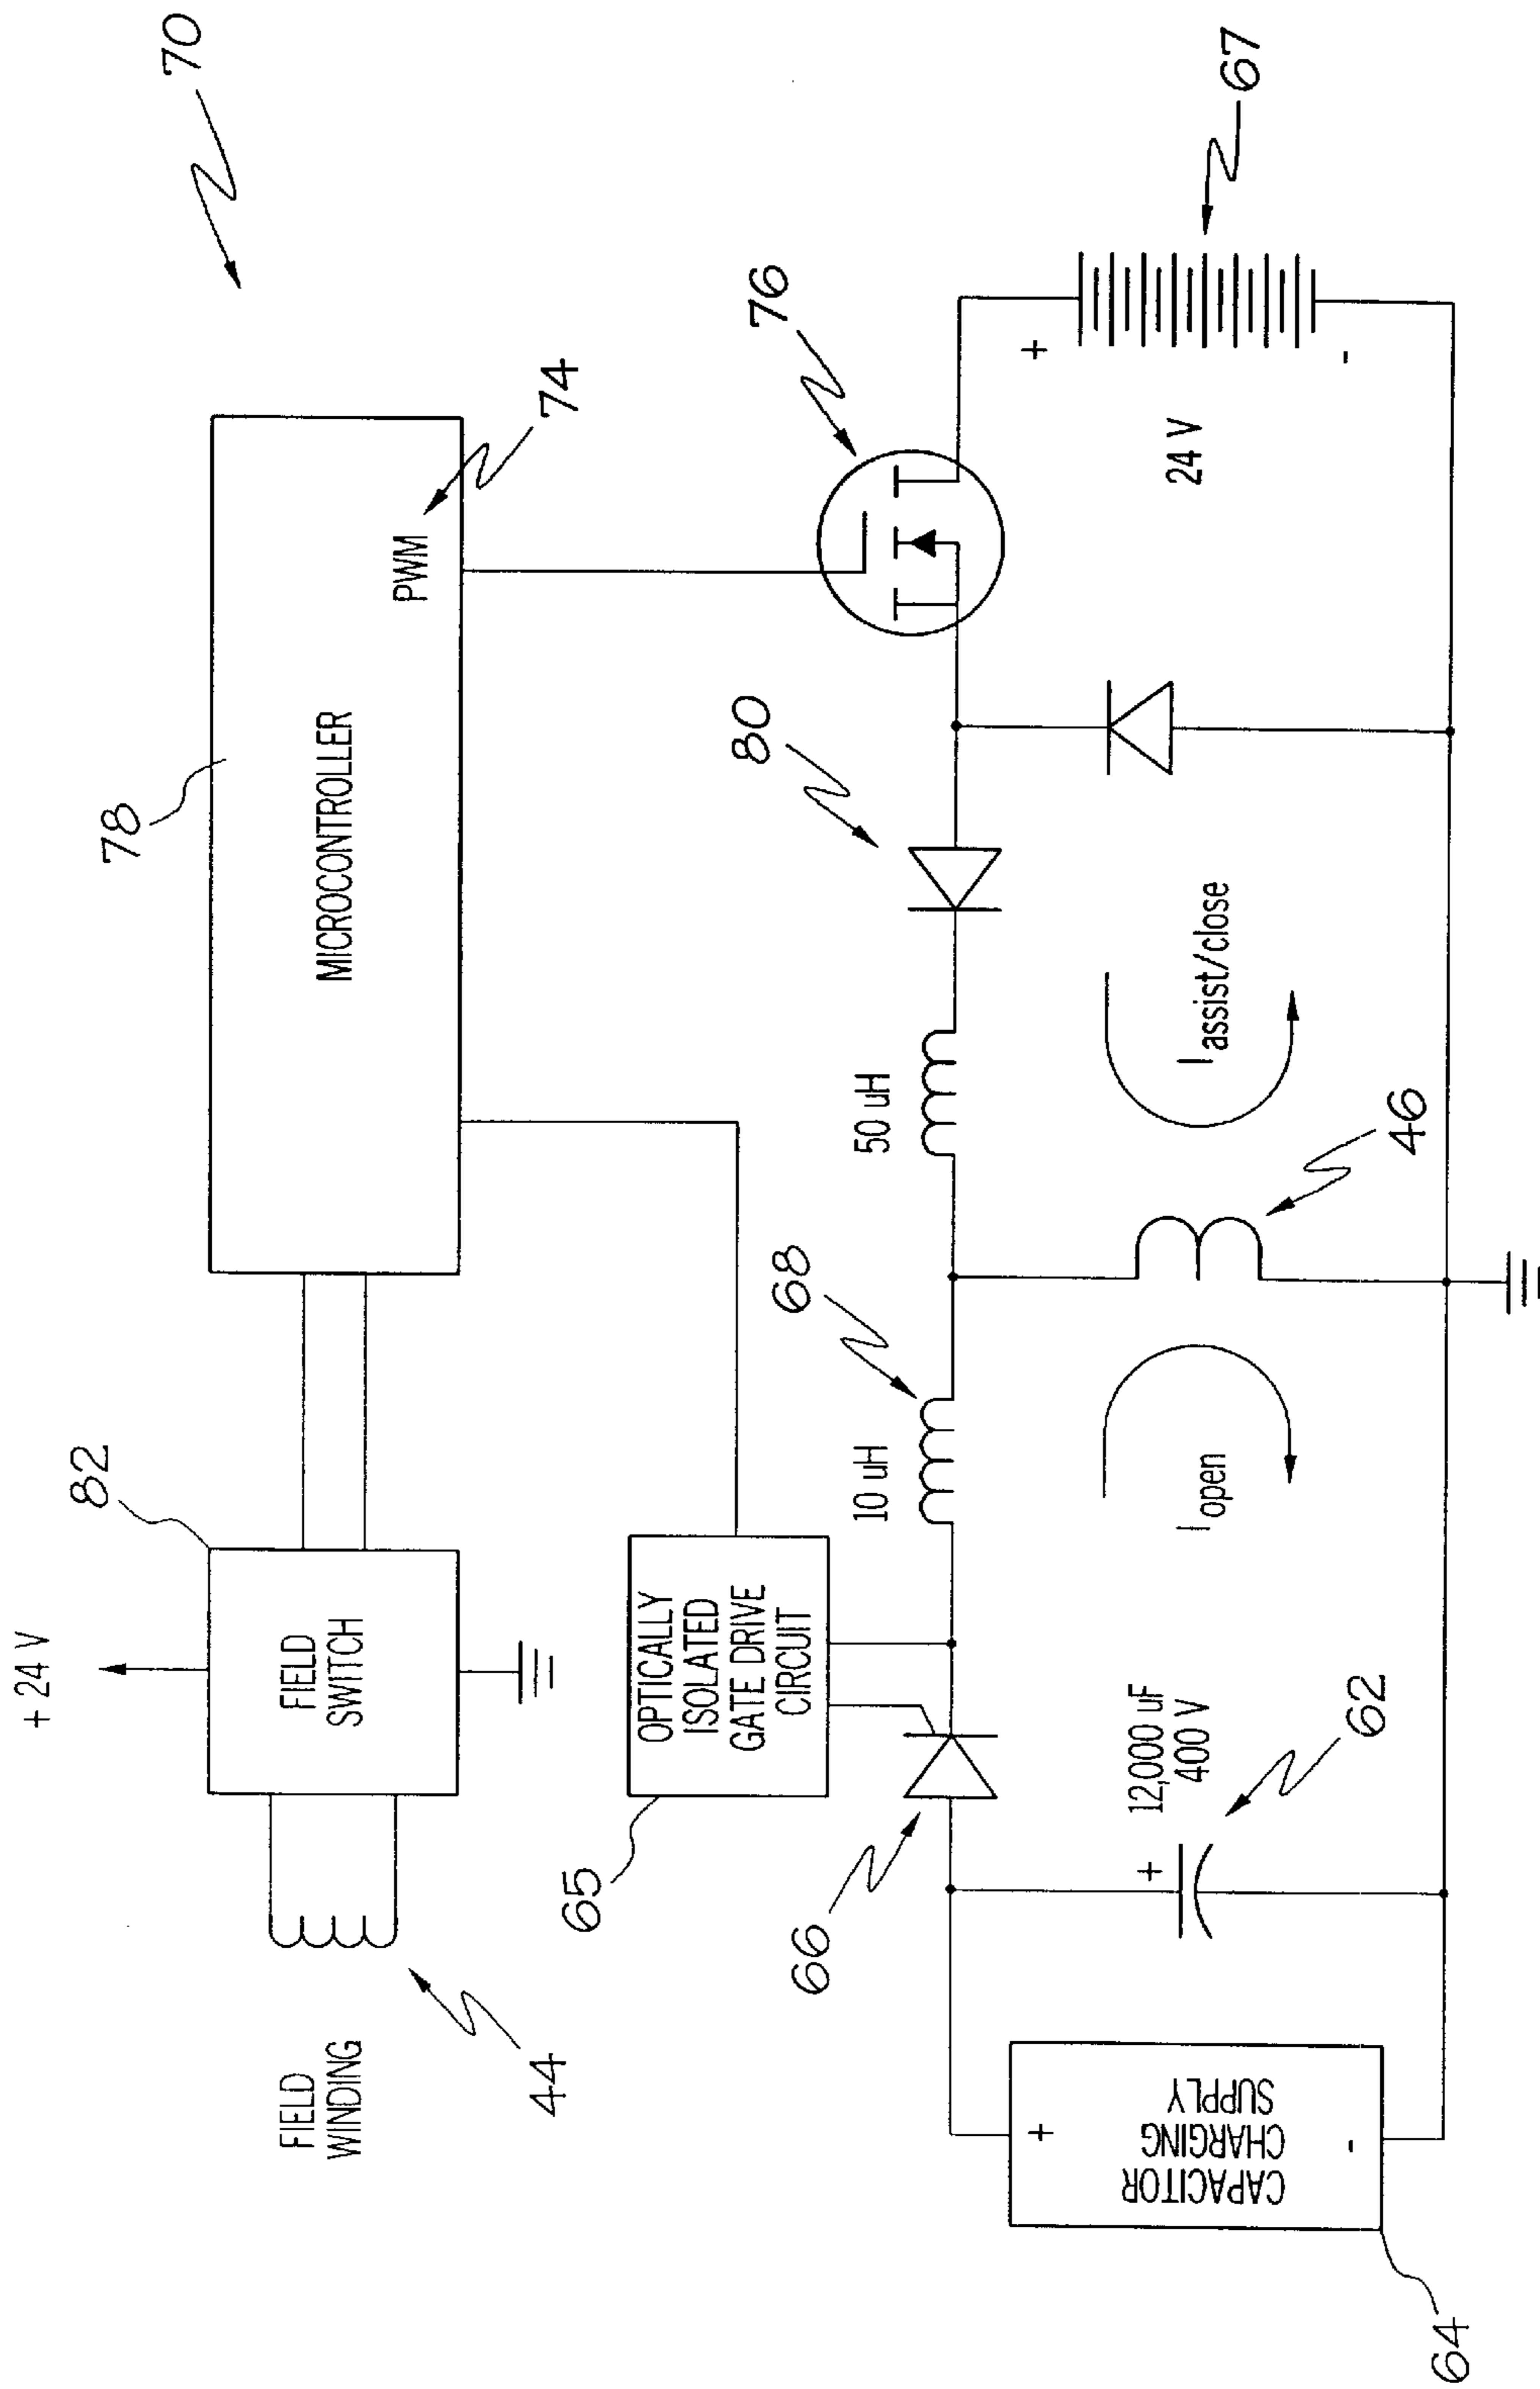 70
78
MICROCONTROLLER
PWM
74
82
+ 24 V
FIELD
SWITCH
FIELD
WINDING
44
65
OPTICALLY
ISOLATED
GATE DRIVE
CIRCUIT
76
80
68
66
10 uH
50 uH
12,000 uF
400 V
+
62
CAPACITOR
CHARGING
SUPPLY
+
-
64
Iopen
46
Iassist/close
24 V
+
-
67